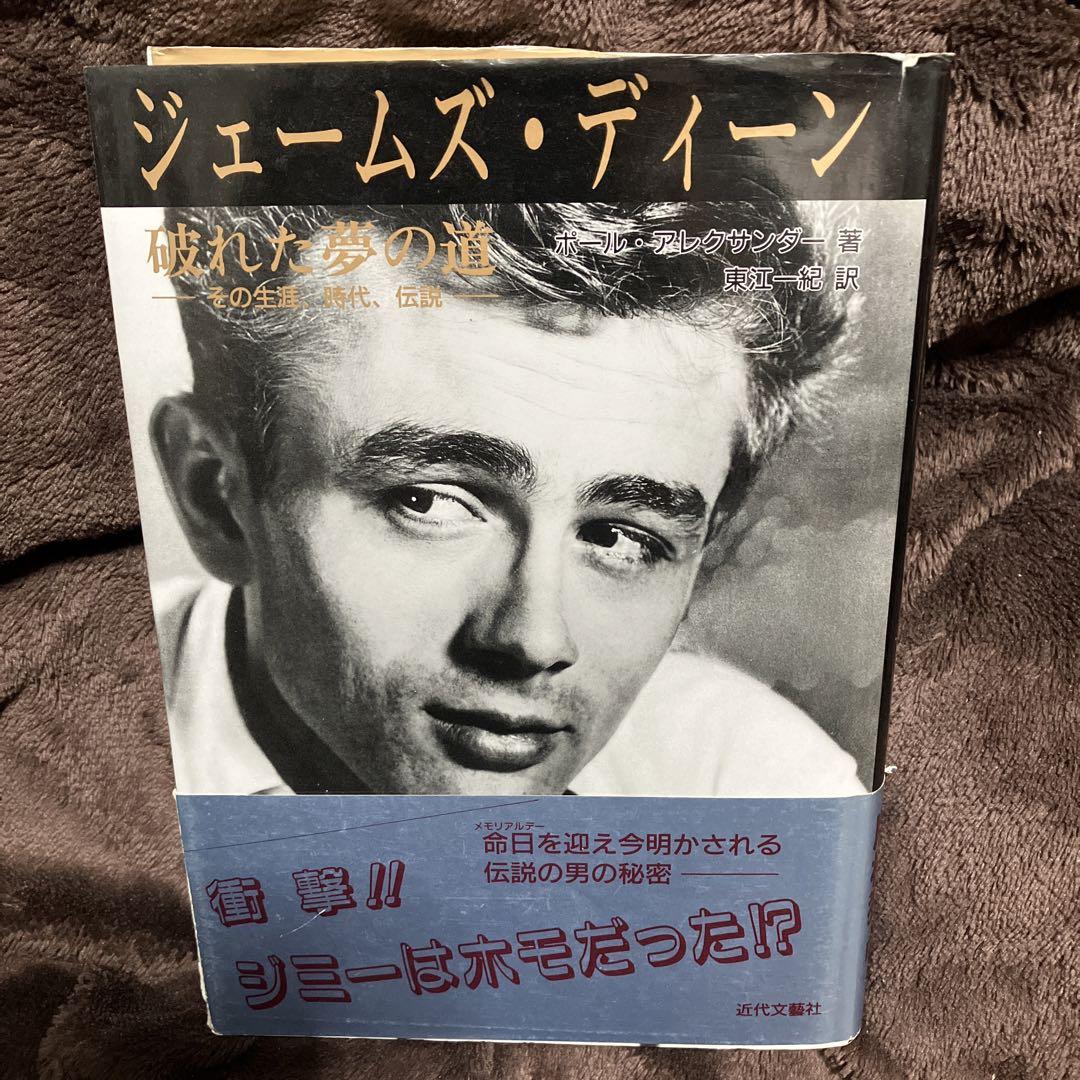 ジェームズ・ディーン
破れた夢の道
― その生涯、時代、伝説 ―
ポール・アレクサンダー 著
東江一紀 訳
メモリアルデー
命日を迎え今明かされる
伝説の男の秘密 ―
衝撃!!
ジミーはホモだった!?
近代文藝社